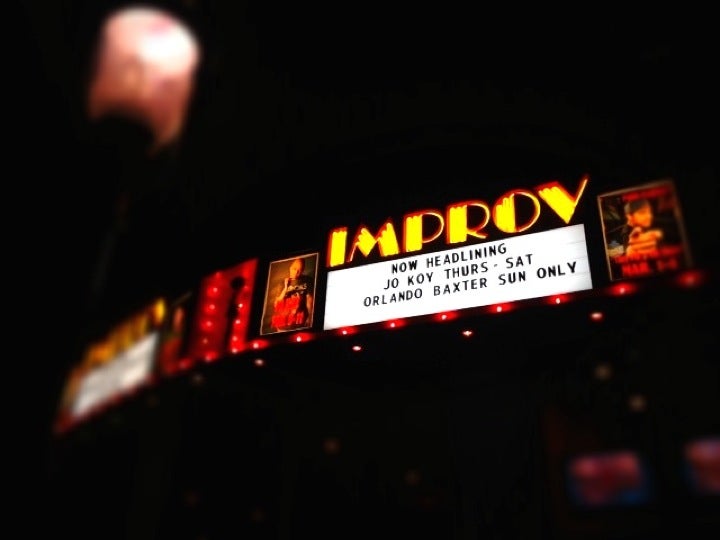 IMPROV
NOW HEADLINING
JO KOY THURS - SAT
ORLANDO BAXTER SUN ONLY